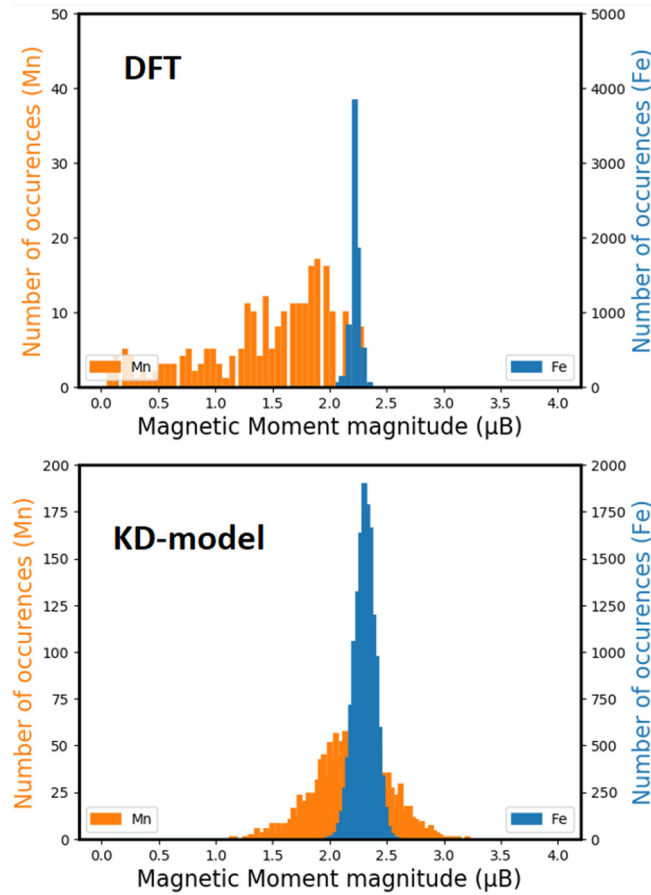 DFT
Number of occurences (Mn)
50
40
30
20
10
0
Number of occurences (Fe)
5000
4000
3000
2000
1000
0
Mn
Fe
0.0 0.5 1.0 1.5 2.0 2.5 3.0 3.5 4.0
Magnetic Moment magnitude (μB)
KD-model
Number of occurences (Mn)
200
175
150
125
100
75
50
25
0
Number of occurences (Fe)
2000
1750
1500
1250
1000
750
500
250
0
Mn
Fe
0.0 0.5 1.0 1.5 2.0 2.5 3.0 3.5 4.0
Magnetic Moment magnitude (μB)